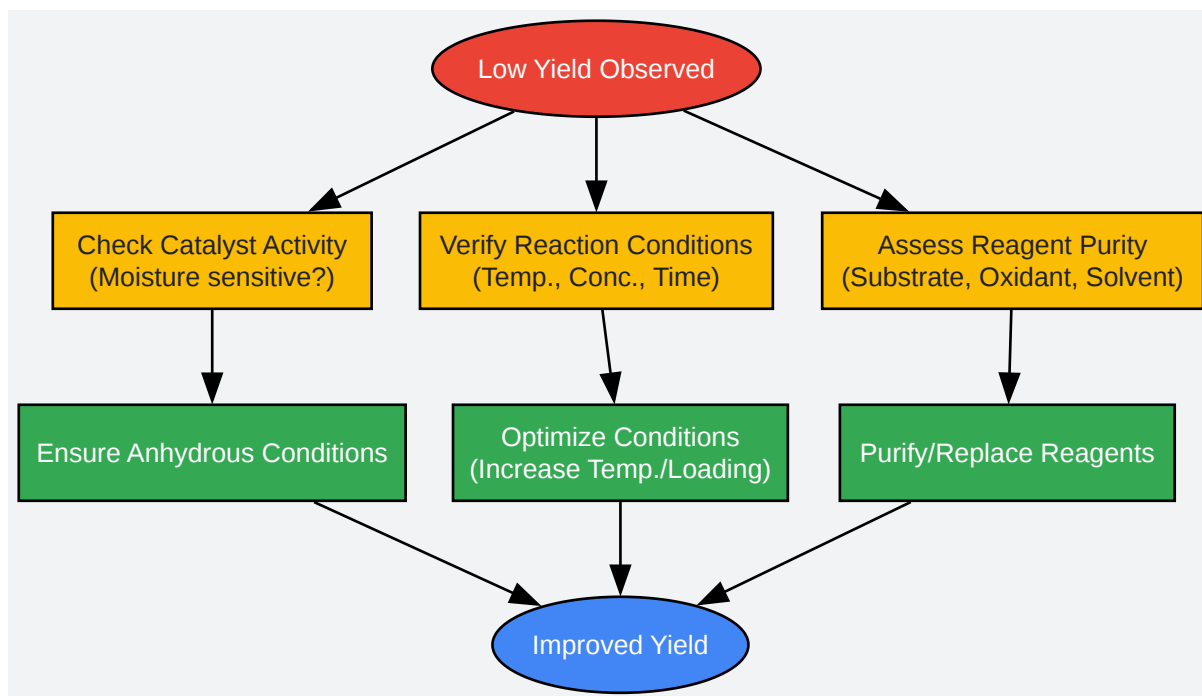 Low Yield Observed
Check Catalyst Activity
(Moisture sensitive?)
Verify Reaction Conditions
(Temp., Conc., Time)
Assess Reagent Purity
(Substrate, Oxidant, Solvent)
Ensure Anhydrous Conditions
Optimize Conditions
(Increase Temp./Loading)
Purify/Replace Reagents
Improved Yield